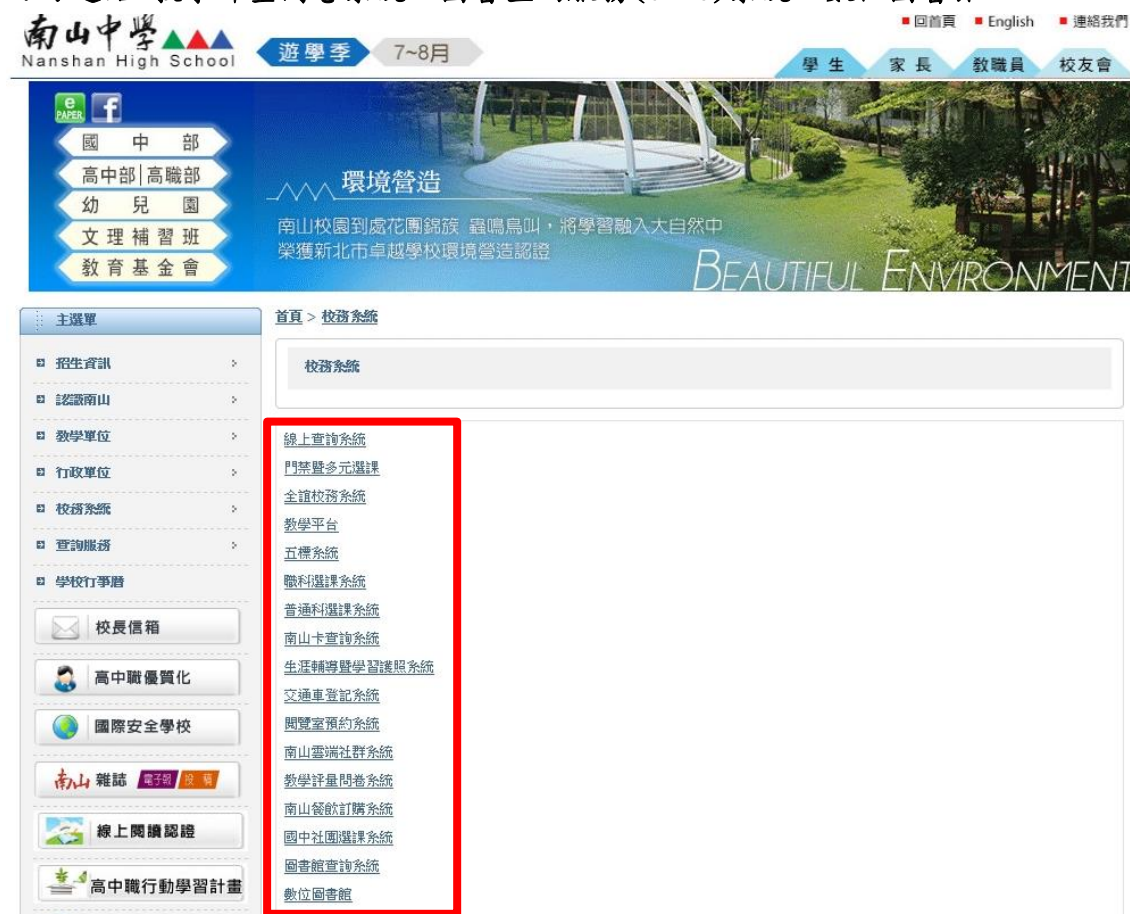 南山中學
Nanshan High School
遊學季 7~8月
回首頁 English 連絡我們
學生 家長 教職員 校友會
e PAPER f
國中部
高中部|高職部
幼兒園
文理補習班
教育基金會
環境營造
南山校園到處花團錦簇 蟲鳴鳥叫，將學習融入大自然中
榮獲新北市卓越學校環境營造認證
BEAUTIFUL ENVIRONMENT
主選單
招生資訊
認識南山
教學單位
行政單位
校務系統
查詢服務
學校行事曆
校長信箱
高中職優質化
國際安全學校
南山 雜誌 電子報 投稿
線上閱讀認證
高中職行動學習計畫
首頁 > 校務系統
校務系統
線上查詢系統
門禁暨多元選課
全誼校務系統
教學平台
五標系統
職科選課系統
普通科選課系統
南山卡查詢系統
生涯輔導暨學習護照系統
交通車登記系統
閱覽室預約系統
南山雲端社群系統
教學評量問卷系統
南山餐飲訂購系統
國中社團選課系統
圖書館查詢系統
數位圖書館